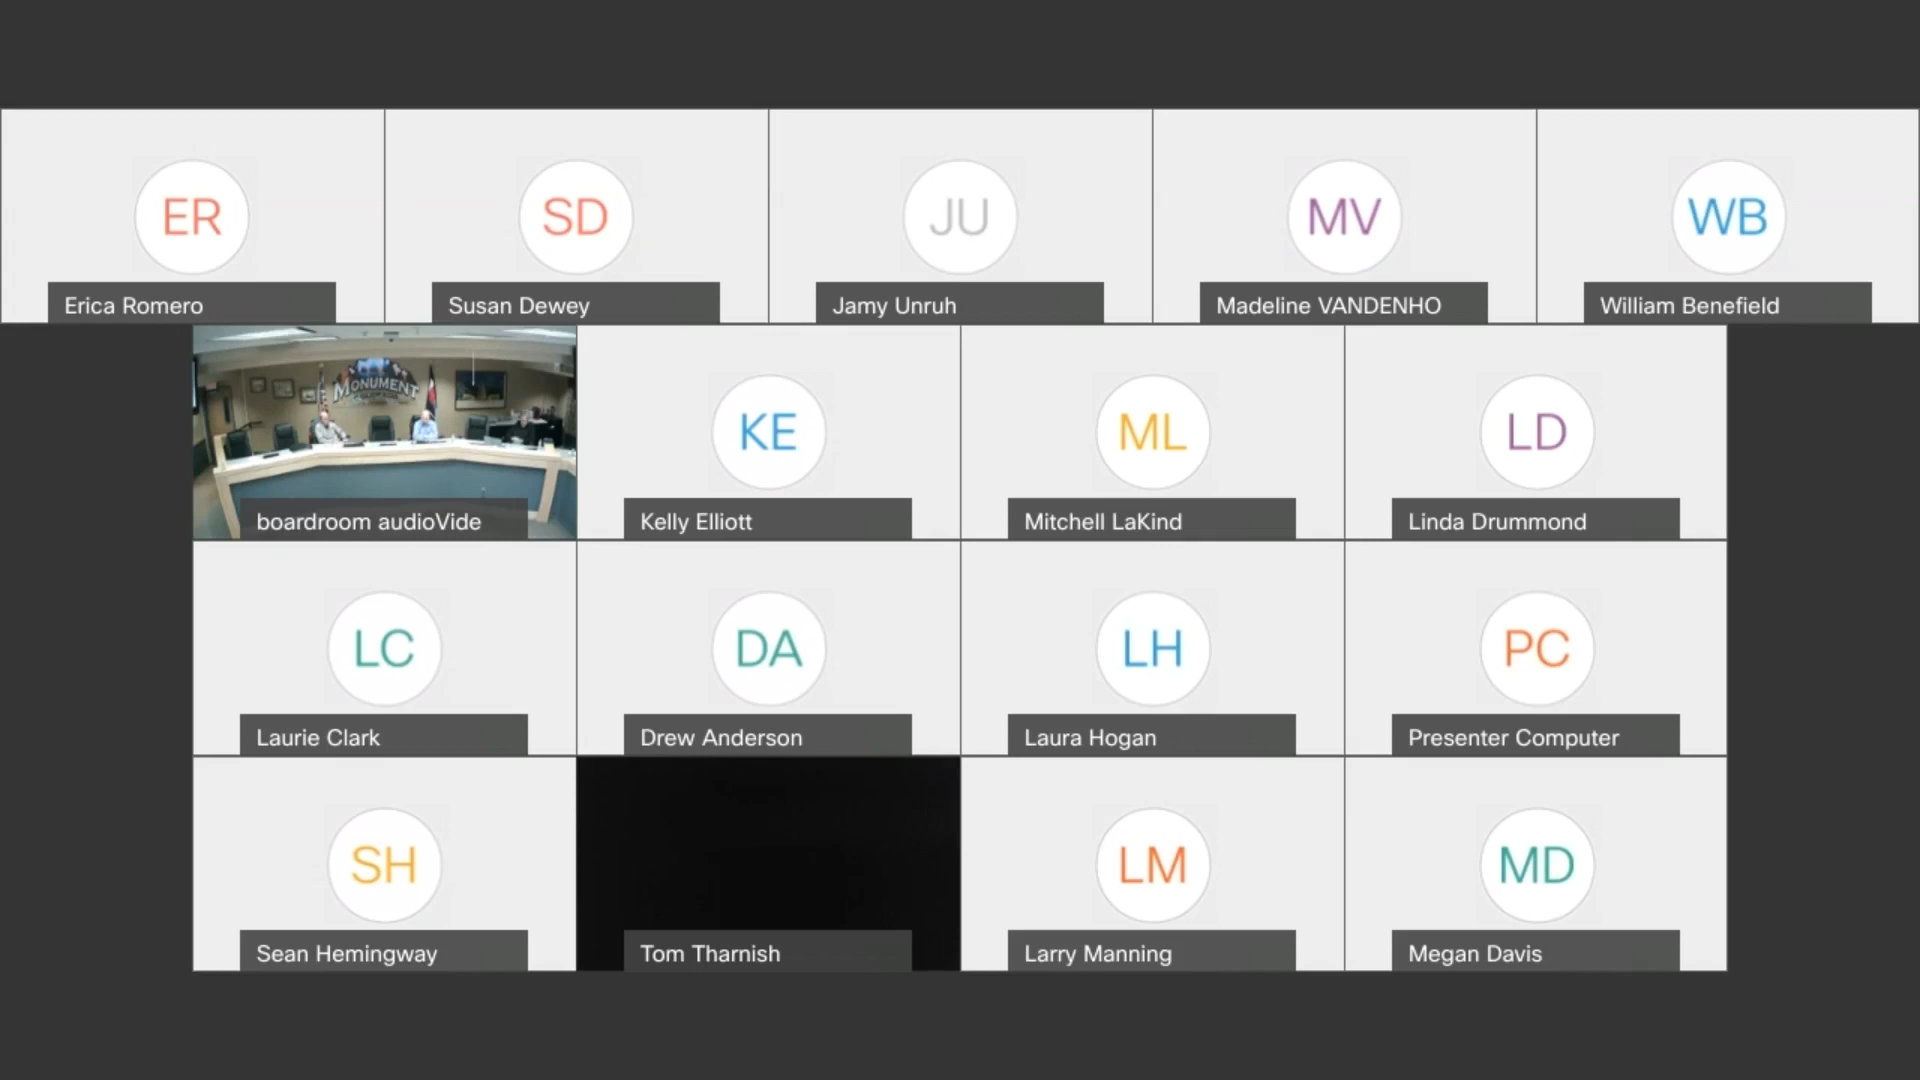 ER
SD
JU
MV
WB
Erica Romero
Susan Dewey
Jamy Unruh
Madeline VANDENHO
William Benefield
MONUMENT
KE
ML
LD
boardroom audioVide
Kelly Elliott
Mitchell LaKind
Linda Drummond
LC
DA
LH
PC
Laurie Clark
Drew Anderson
Laura Hogan
Presenter Computer
SH
LM
MD
Sean Hemingway
Tom Tharnish
Larry Manning
Megan Davis